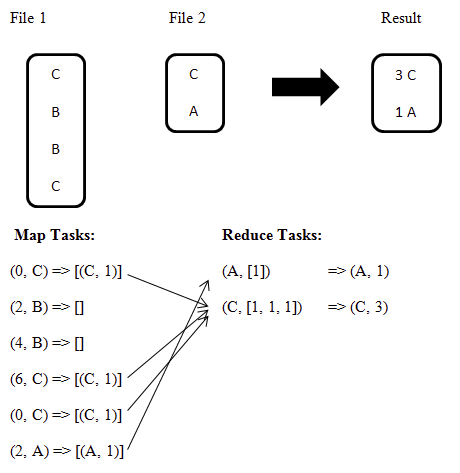 File 1 File 2 Result
C C 3 C
B A 1 A
B
C
Map Tasks: Reduce Tasks:
(0, C) => [(C, 1)] (A, [1]) => (A, 1)
(2, B) => [] (C, [1, 1, 1]) => (C, 3)
(4, B) => []
(6, C) => [(C, 1)]
(0, C) => [(C, 1)]
(2, A) => [(A, 1)]